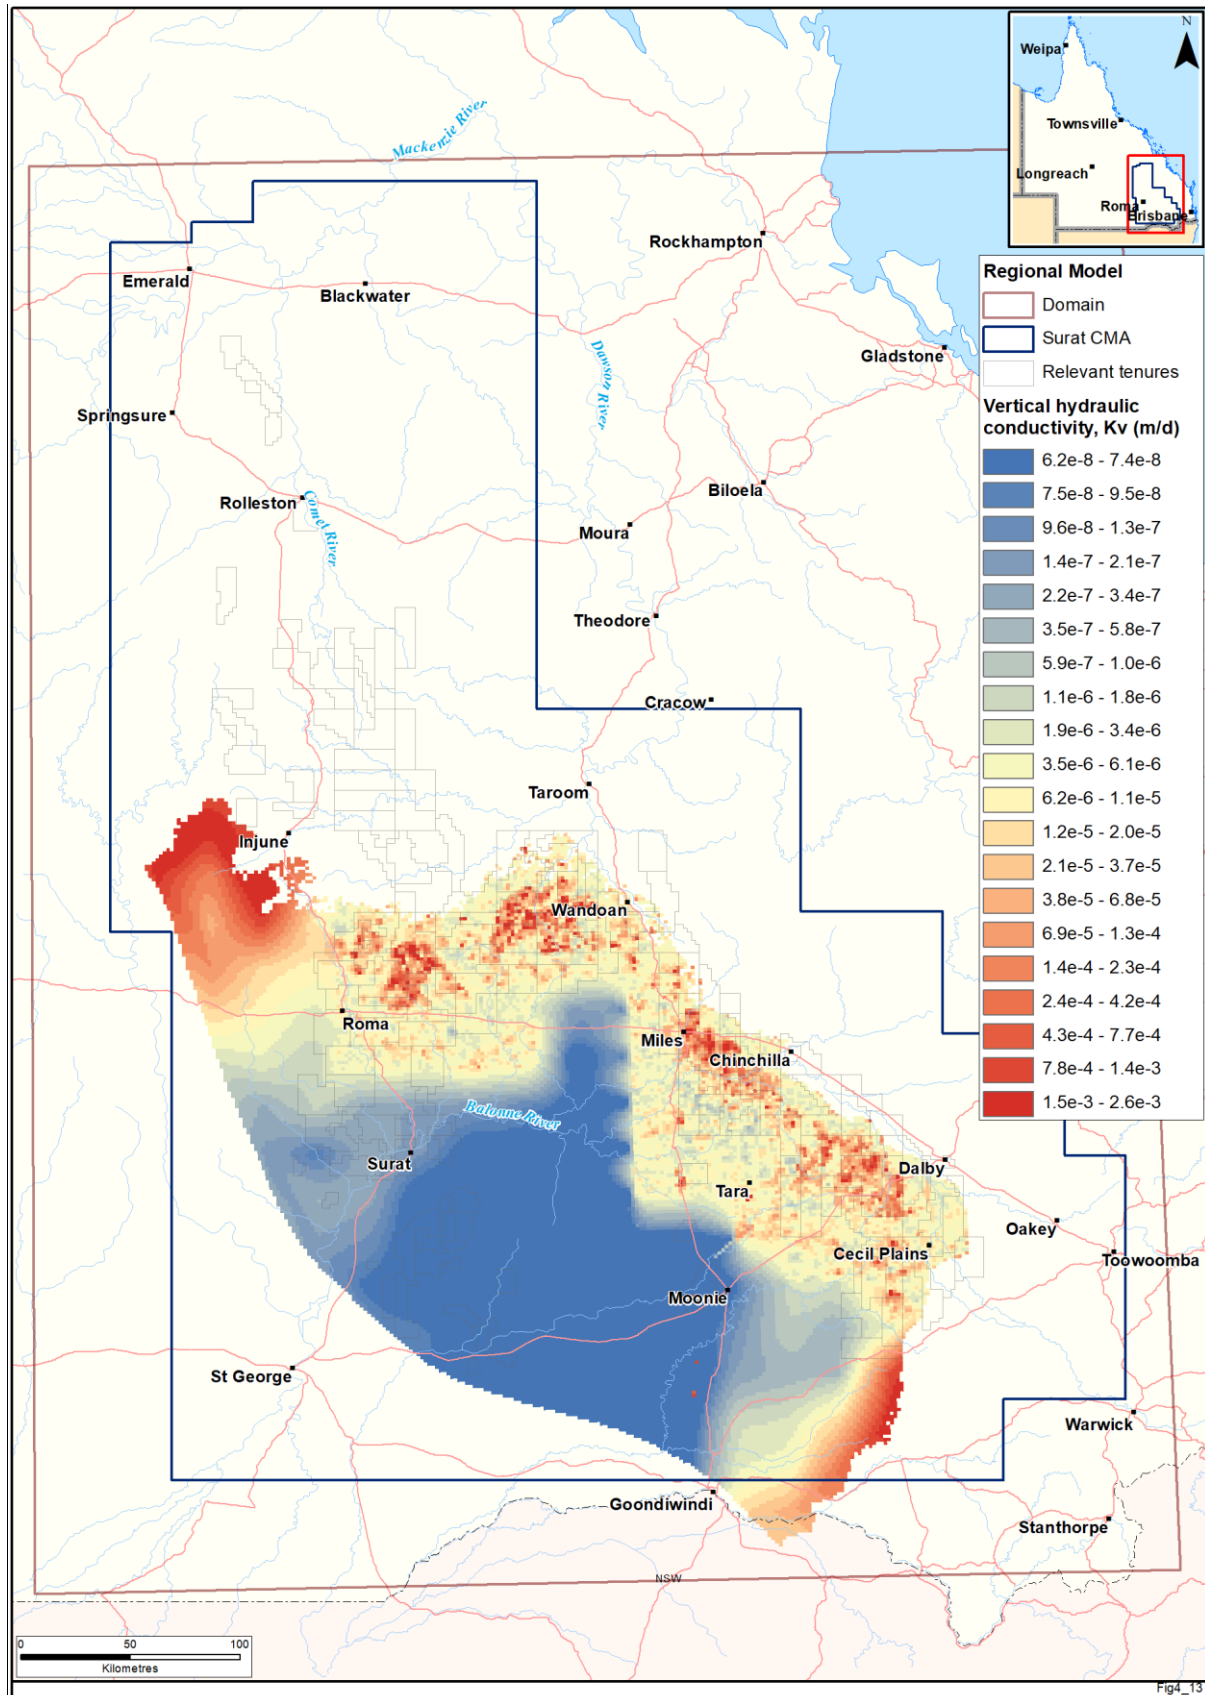 N
Weipa
Townsville
Longreach
Roma
Brisbane
Mackenzie River
Rockhampton
Emerald
Blackwater
Regional Model
Domain
Surat CMA
Relevant tenures
Vertical hydraulic
conductivity, Kv (m/d)
6.2e-8 - 7.4e-8
7.5e-8 - 9.5e-8
9.6e-8 - 1.3e-7
1.4e-7 - 2.1e-7
2.2e-7 - 3.4e-7
3.5e-7 - 5.8e-7
5.9e-7 - 1.0e-6
1.1e-6 - 1.8e-6
1.9e-6 - 3.4e-6
3.5e-6 - 6.1e-6
6.2e-6 - 1.1e-5
1.2e-5 - 2.0e-5
2.1e-5 - 3.7e-5
3.8e-5 - 6.8e-5
6.9e-5 - 1.3e-4
1.4e-4 - 2.3e-4
2.4e-4 - 4.2e-4
4.3e-4 - 7.7e-4
7.8e-4 - 1.4e-3
1.5e-3 - 2.6e-3
Gladstone
Dawson River
Springsure
Biloela
Rolleston
Comet River
Moura
Theodore
Cracow
Taroom
Injune
Wandoan
Roma
Miles
Chinchilla
Balonne River
Surat
Dalby
Tara
Oakey
Cecil Plains
Toowoomba
Moonie
St George
Warwick
Goondiwindi
Stanthorpe
NSW
0 50 100
Kilometres
Fig4_13